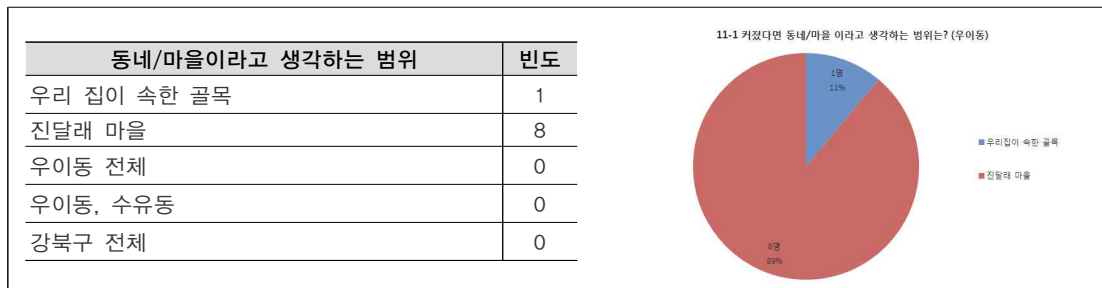 동네/마을이라고 생각하는 범위 빈도
우리 집이 속한 골목 1
진달래 마을 8
우이동 전체 0
우이동, 수유동 0
강북구 전체 0
11-1 커졌다면 동네/마을 이라고 생각하는 범위는? (우이동)
1명
11%
우리집이 속한 골목
진달래 마을
8명
89%